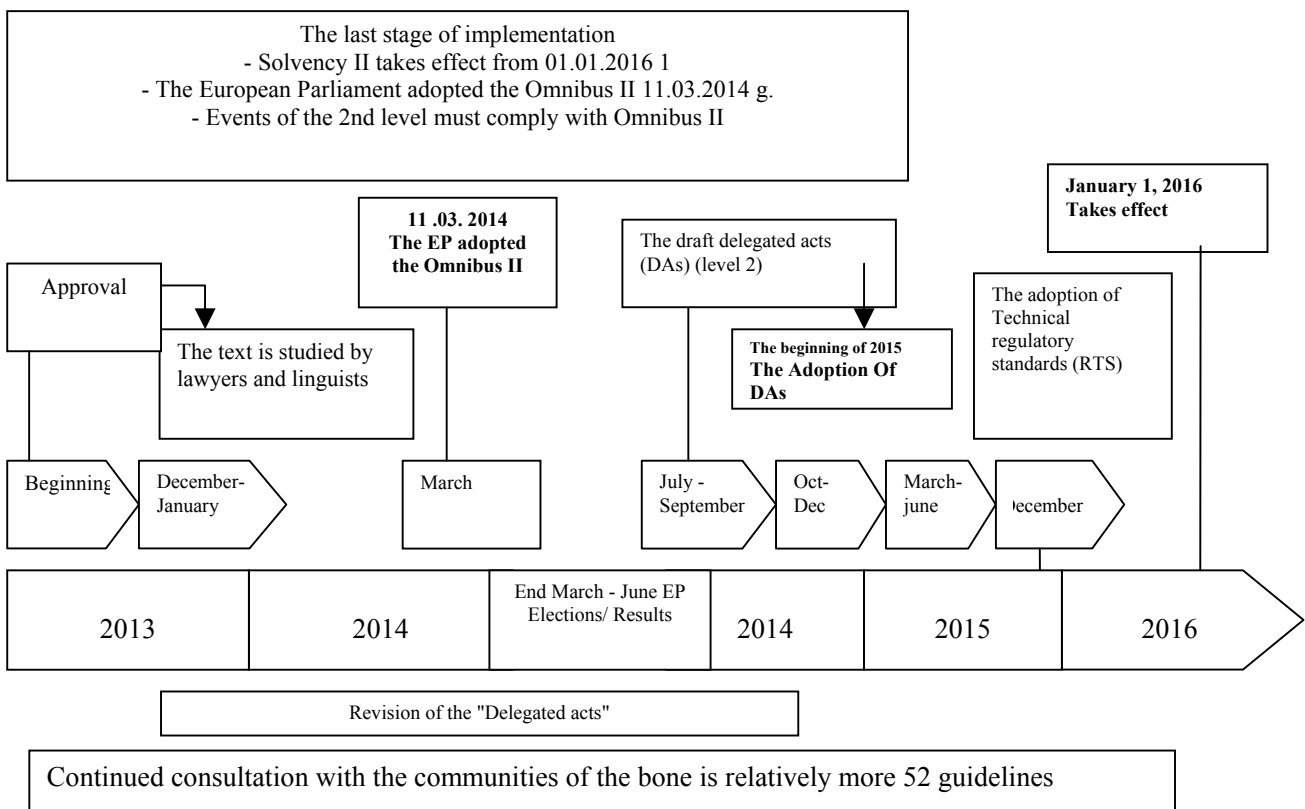 The last stage of implementation
- Solvency II takes effect from 01.01.2016 1
- The European Parliament adopted the Omnibus II 11.03.2014 g.
- Events of the 2nd level must comply with Omnibus II
January 1, 2016
Takes effect
11 .03. 2014
The EP adopted
the Omnibus II
The draft delegated acts
(DAs) (level 2)
Approval
The adoption of
Technical
regulatory
standards (RTS)
The text is studied by
lawyers and linguists
The beginning of 2015
The Adoption Of
DAs
Beginning
December-
January
March
July -
September
Oct-
Dec
March-
june
December
End March - June EP
Elections/ Results
2013
2014
2014
2015
2016
Revision of the "Delegated acts"
Continued consultation with the communities of the bone is relatively more 52 guidelines